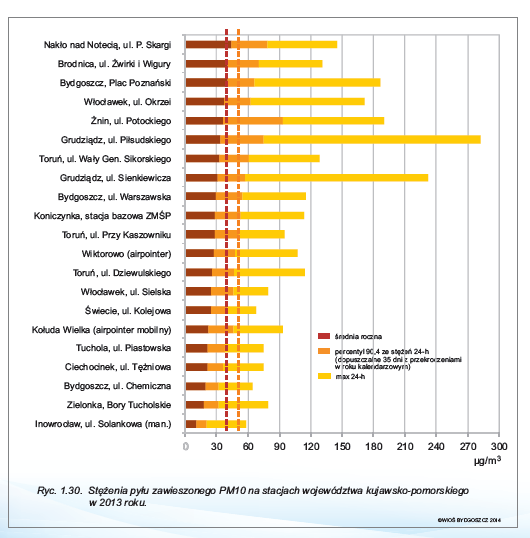 Nakło nad Notecią, ul. P. Skargi
Brodnica, ul. Żwirki i Wigury
Bydgoszcz, Plac Poznański
Włocławek, ul. Okrzei
Żnin, ul. Potockiego
Grudziądz, ul. Piłsudskiego
Toruń, ul. Wały Gen. Sikorskiego
Grudziądz, ul. Sienkiewicza
Bydgoszcz, ul. Warszawska
Koniczynka, stacja bazowa ZMŚP
Toruń, ul. Przy Kaszowniku
Wiktorowo (airpointer)
Toruń, ul. Dziewulskiego
Włocławek, ul. Sielska
Świecie, ul. Kolejowa
Kołuda Wielka (airpointer mobilny)
Tuchola, ul. Piastowska
Ciechocinek, ul. Tężniowa
Bydgoszcz, ul. Chemiczna
Zielonka, Bory Tucholskie
Inowrocław, ul. Solankowa (man.)
średnia roczna
percentyl 90,4 ze stężeń 24-h
(dopuszczalne 35 dni z przekroczeniami
w roku kalendarzowym)
max 24-h
0 30 60 90 120 150 180 210 240 270 300
µg/m³
Ryc. 1.30. Stężenia pyłu zawieszonego PM10 na stacjach województwa kujawsko-pomorskiego
w 2013 roku.
©WIOŚ BYDGOSZCZ 2014